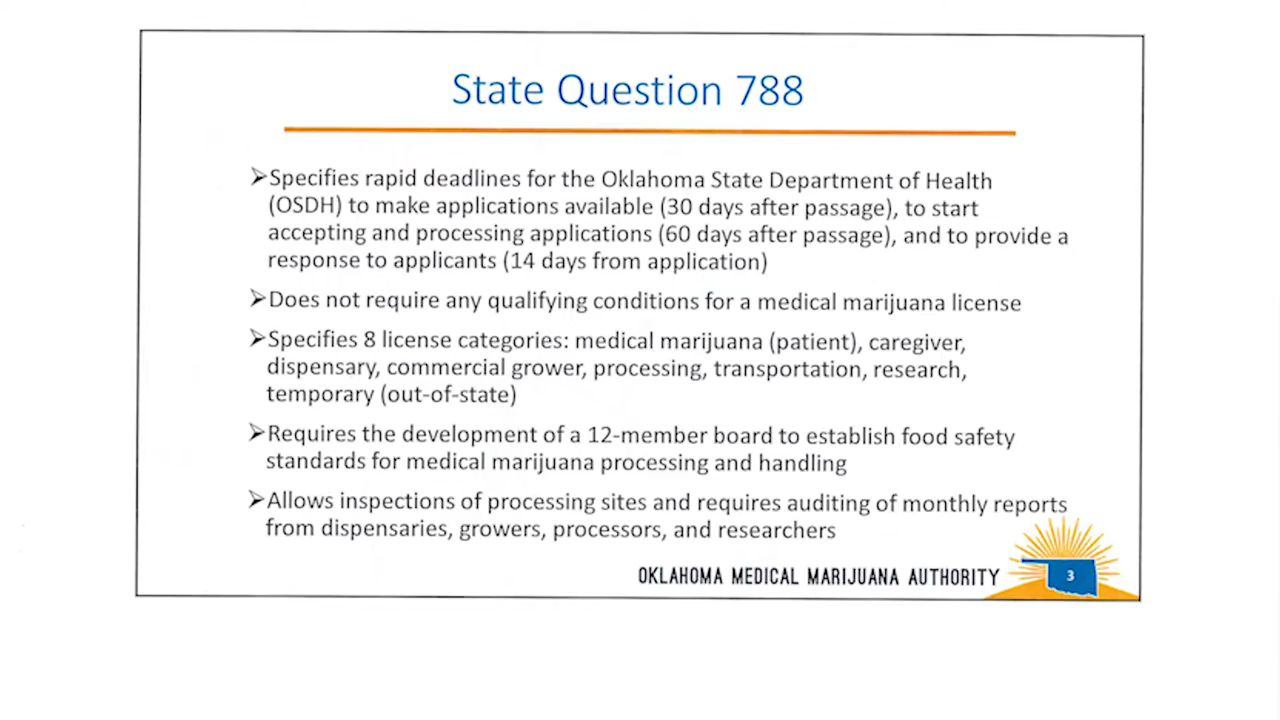 State Question 788
➢Specifies rapid deadlines for the Oklahoma State Department of Health
(OSDH) to make applications available (30 days after passage), to start
accepting and processing applications (60 days after passage), and to provide a
response to applicants (14 days from application)
➢Does not require any qualifying conditions for a medical marijuana license
➢Specifies 8 license categories: medical marijuana (patient), caregiver,
dispensary, commercial grower, processing, transportation, research,
temporary (out-of-state)
➢Requires the development of a 12-member board to establish food safety
standards for medical marijuana processing and handling
➢Allows inspections of processing sites and requires auditing of monthly reports
from dispensaries, growers, processors, and researchers
OKLAHOMA MEDICAL MARIJUANA AUTHORITY
3